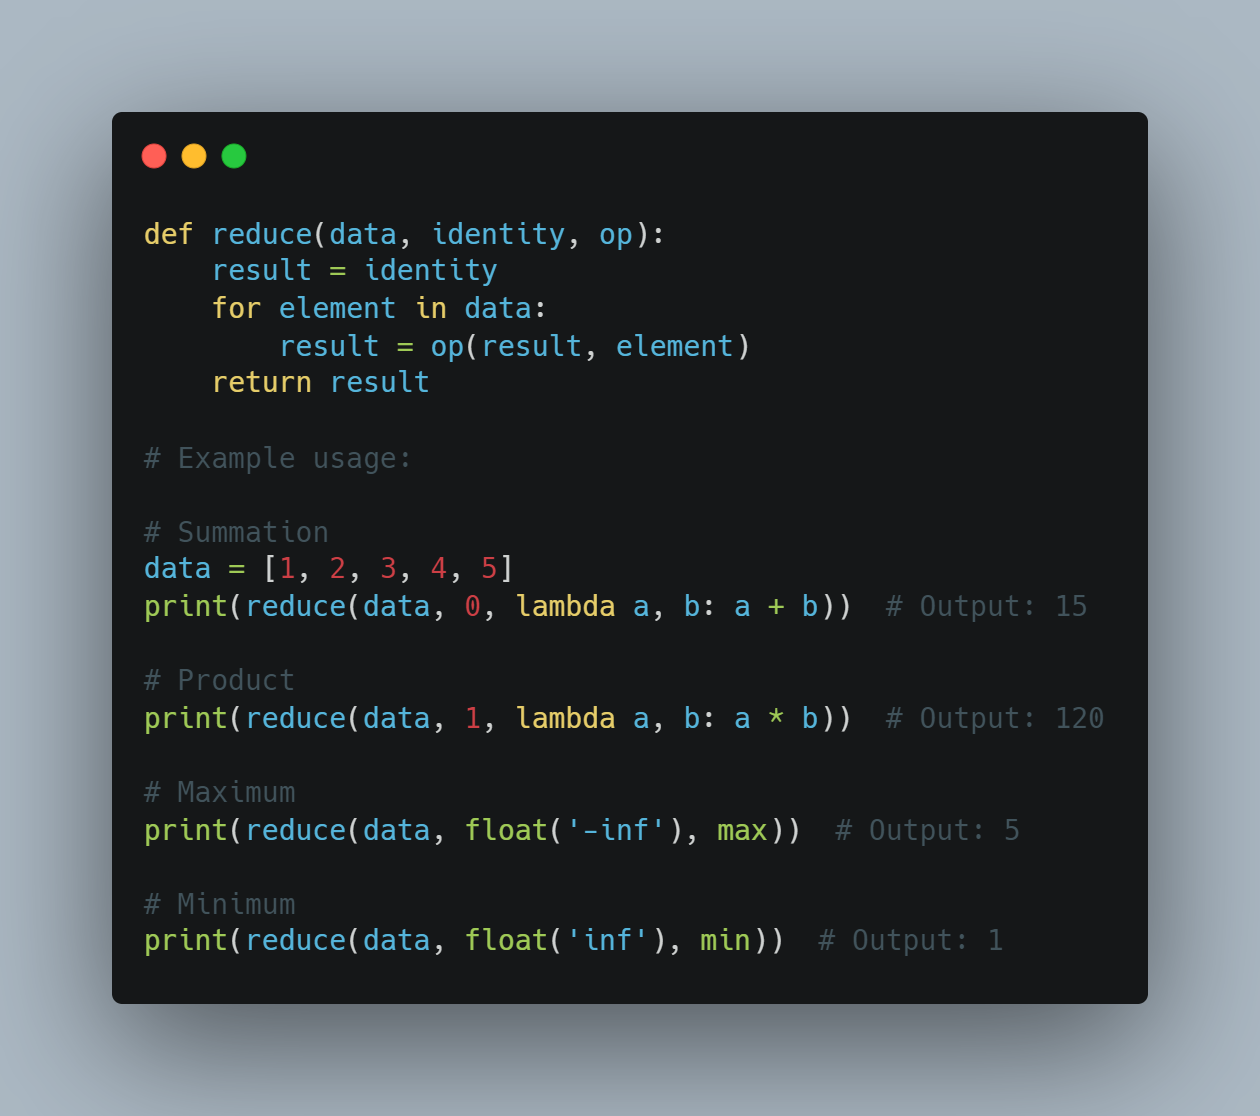 def reduce(data, identity, op):
    result = identity
    for element in data:
        result = op(result, element)
    return result

# Example usage:

# Summation
data = [1, 2, 3, 4, 5]
print(reduce(data, 0, lambda a, b: a + b))  # Output: 15

# Product
print(reduce(data, 1, lambda a, b: a * b))  # Output: 120

# Maximum
print(reduce(data, float('-inf'), max))  # Output: 5

# Minimum
print(reduce(data, float('inf'), min))  # Output: 1